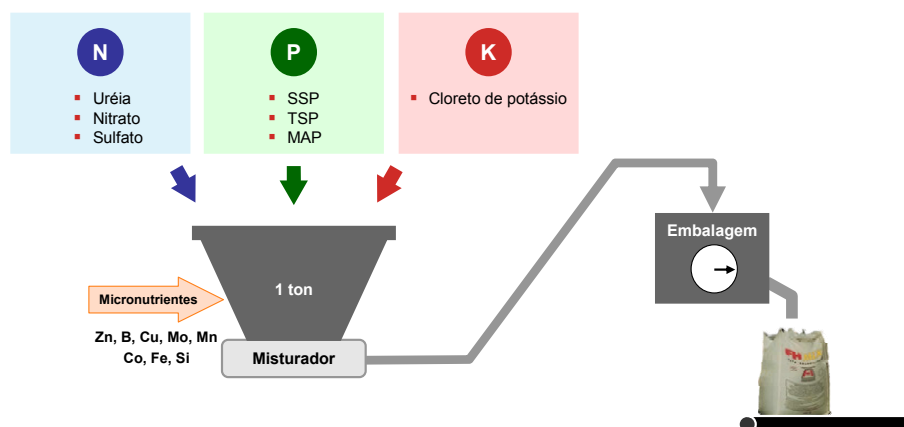 N
P
K
Uréia
Nitrato
Sulfato
SSP
TSP
MAP
Cloreto de potássio
Embalagem
1 ton
Micronutrientes
Zn, B, Cu, Mo, Mn
Co, Fe, Si
Misturador